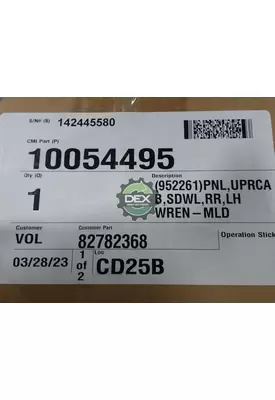 S/N# (S) 142445580
CMI Part (P)
10054495
Qty (Q) Description
1 (952261)PNL,UPRCA
B,SDWL,RR,LH
WREN-MLD
DEX
Customer Customer Part Operation Stick
VOL 82782368
03/28/23 1 of 2 Loc CD25B